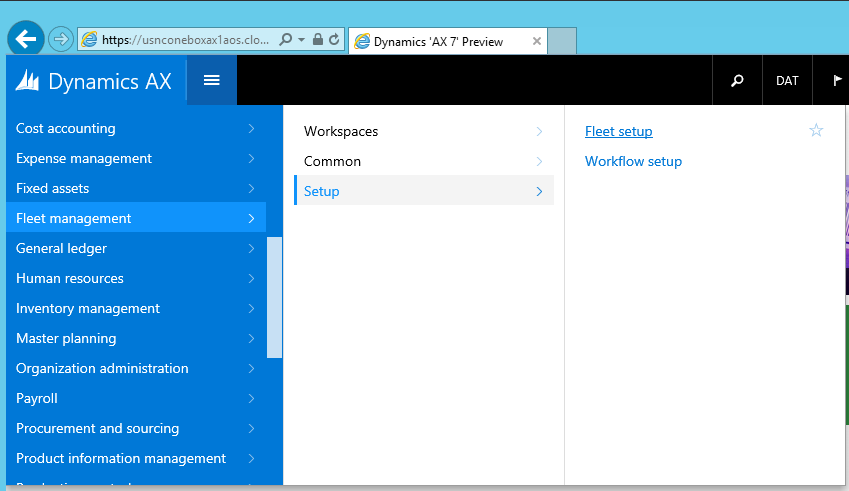 https://usnconeboxax1aos.clo...
Dynamics 'AX 7' Preview
Dynamics AX
DAT
Cost accounting
Expense management
Fixed assets
Fleet management
General ledger
Human resources
Inventory management
Master planning
Organization administration
Payroll
Procurement and sourcing
Product information management
Workspaces
Common
Setup
Fleet setup
Workflow setup